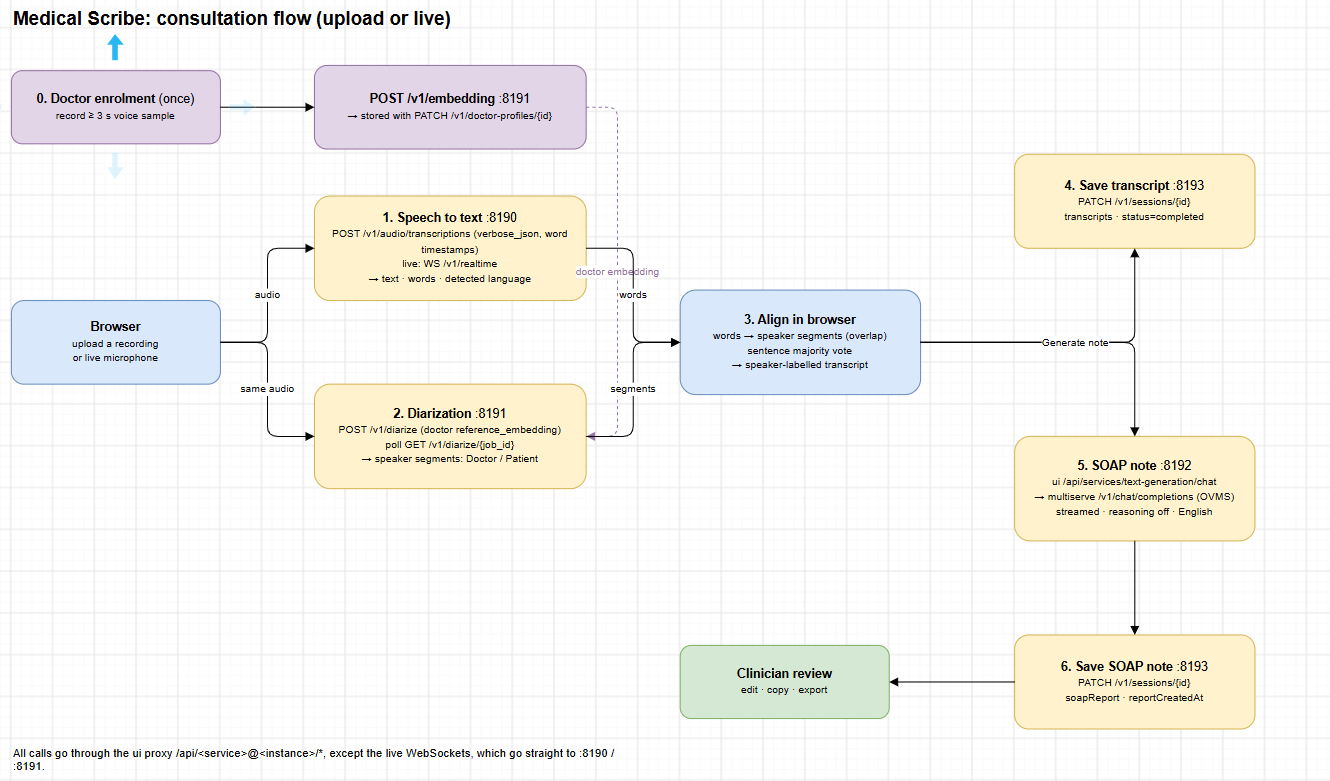 Medical Scribe: consultation flow (upload or live)
0. Doctor enrolment (once)
record ≥ 3 s voice sample
POST /v1/embedding :8191
→ stored with PATCH /v1/doctor-profiles/{id}
1. Speech to text :8190
POST /v1/audio/transcriptions (verbose_json, word
timestamps)
live: WS /v1/realtime
→ text · words · detected language
doctor embedding
audio
words
Browser
upload a recording
or live microphone
same audio
segments
2. Diarization :8191
POST /v1/diarize (doctor reference_embedding)
poll GET /v1/diarize/{job_id}
→ speaker segments: Doctor / Patient
3. Align in browser
words → speaker segments (overlap)
sentence majority vote
→ speaker-labelled transcript
Generate note
4. Save transcript :8193
PATCH /v1/sessions/{id}
transcripts · status=completed
5. SOAP note :8192
ui /api/services/text-generation/chat
→ multiserve /v1/chat/completions (OVMS)
streamed · reasoning off · English
6. Save SOAP note :8193
PATCH /v1/sessions/{id}
soapReport · reportCreatedAt
Clinician review
edit · copy · export
All calls go through the ui proxy /api/<service>@<instance>/*, except the live WebSockets, which go straight to :8190 /
:8191.